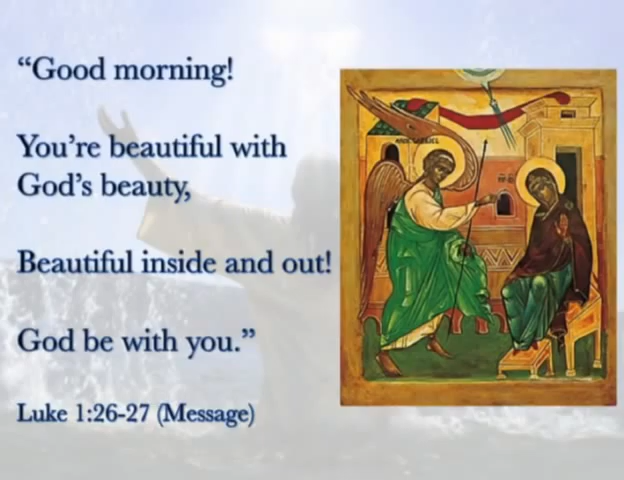 “Good morning!
You’re beautiful with
God’s beauty,
Beautiful inside and out!
God be with you.”
Luke 1:26-27 (Message)